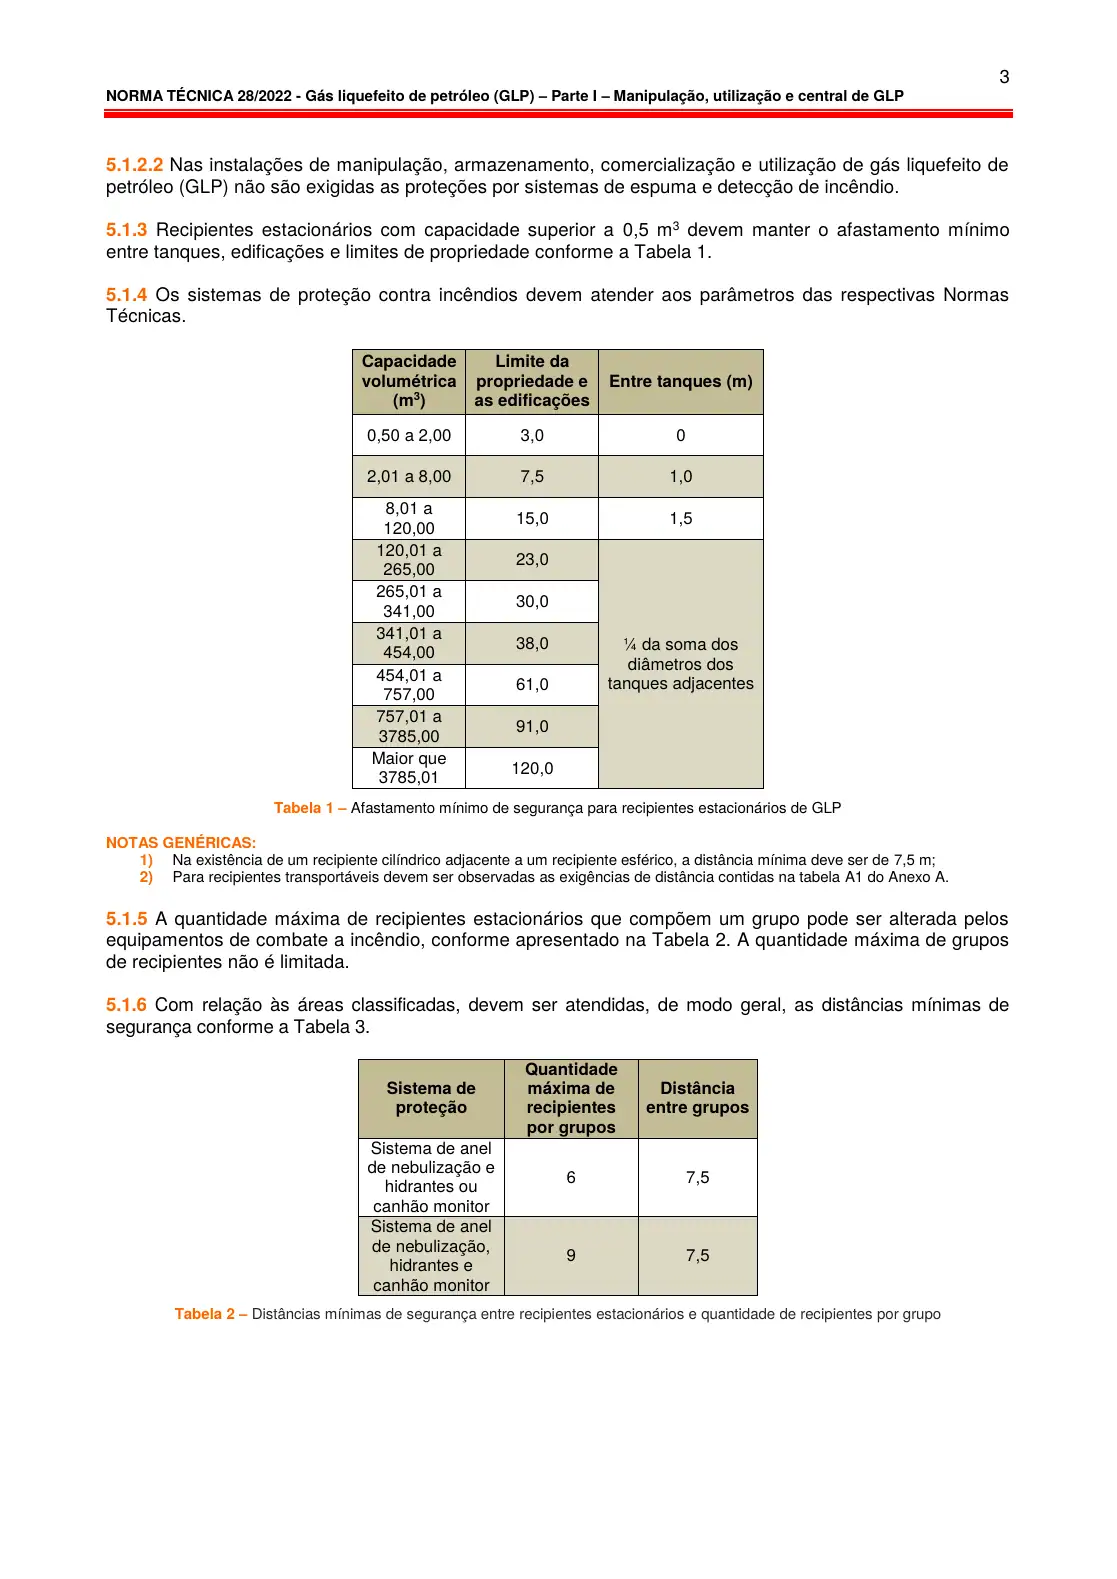 3
NORMA TÉCNICA 28/2022 - Gás liquefeito de petróleo (GLP) – Parte I – Manipulação, utilização e central de GLP
5.1.2.2 Nas instalações de manipulação, armazenamento, comercialização e utilização de gás liquefeito de
petróleo (GLP) não são exigidas as proteções por sistemas de espuma e detecção de incêndio.
5.1.3 Recipientes estacionários com capacidade superior a 0,5 m³ devem manter o afastamento mínimo
entre tanques, edificações e limites de propriedade conforme a Tabela 1.
5.1.4 Os sistemas de proteção contra incêndios devem atender aos parâmetros das respectivas Normas
Técnicas.
Capacidade
volumétrica
(m³)
Limite da
propriedade e
as edificações
Entre tanques (m)
0,50 a 2,00
3,0
0
2,01 a 8,00
7,5
1,0
8,01 a
120,00
15,0
1,5
120,01 a
265,00
23,0
265,01 a
341,00
30,0
341,01 a
454,00
38,0
¼ da soma dos
diâmetros dos
tanques adjacentes
454,01 a
757,00
61,0
757,01 a
3785,00
91,0
Maior que
3785,01
120,0
Tabela 1 – Afastamento mínimo de segurança para recipientes estacionários de GLP
NOTAS GENÉRICAS:
1) Na existência de um recipiente cilíndrico adjacente a um recipiente esférico, a distância mínima deve ser de 7,5 m;
2) Para recipientes transportáveis devem ser observadas as exigências de distância contidas na tabela A1 do Anexo A.
5.1.5 A quantidade máxima de recipientes estacionários que compõem um grupo pode ser alterada pelos
equipamentos de combate a incêndio, conforme apresentado na Tabela 2. A quantidade máxima de grupos
de recipientes não é limitada.
5.1.6 Com relação às áreas classificadas, devem ser atendidas, de modo geral, as distâncias mínimas de
segurança conforme a Tabela 3.
Sistema de
proteção
Quantidade
máxima de
recipientes
por grupos
Distância
entre grupos
Sistema de anel
de nebulização e
hidrantes ou
canhão monitor
6
7,5
Sistema de anel
de nebulização,
hidrantes e
canhão monitor
9
7,5
Tabela 2 – Distâncias mínimas de segurança entre recipientes estacionários e quantidade de recipientes por grupo